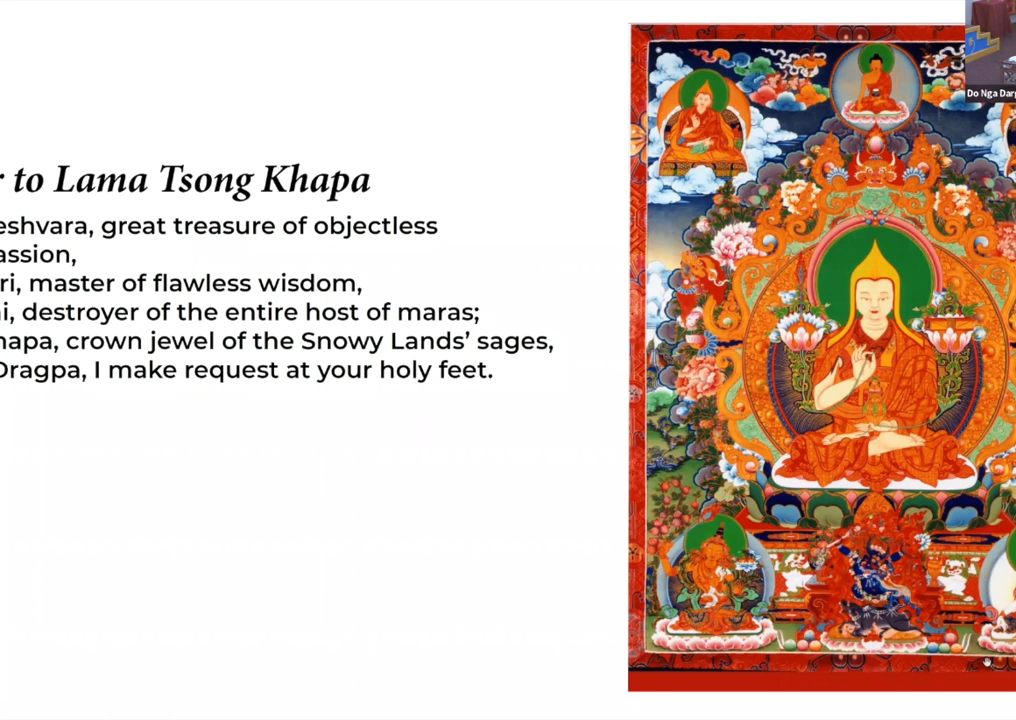 r to Lama Tsong Khapa
eshvara, great treasure of objectless
assion,
ri, master of flawless wisdom,
i, destroyer of the entire host of maras;
hapa, crown jewel of the Snowy Lands’ sages,
Dragpa, I make request at your holy feet.
Do Nga Darg